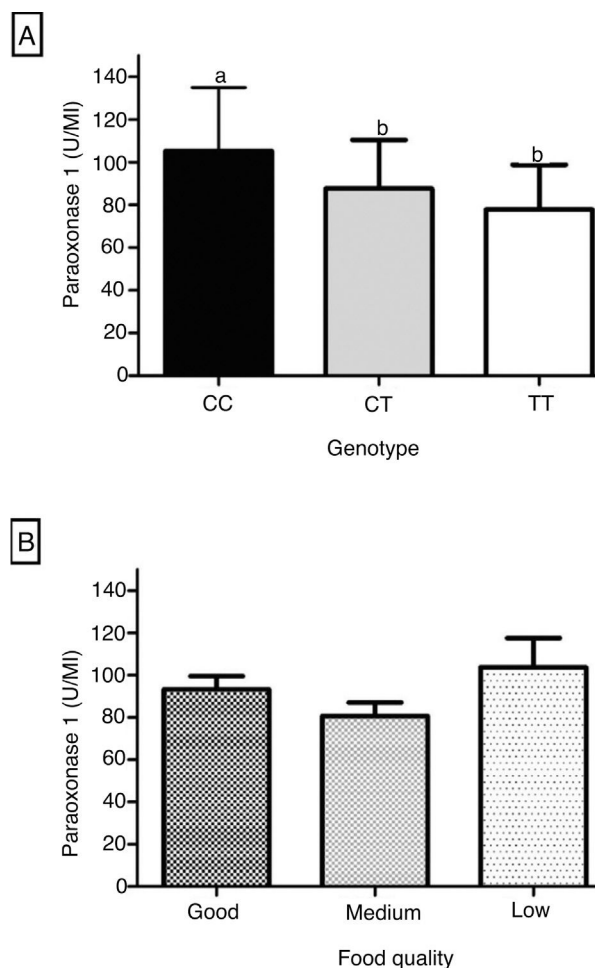 A
Paraoxonase 1 (U/Ml)
140
120
100
80
60
40
20
0
a
b
b
CC CT TT
Genotype
B
Paraoxonase 1 (U/Ml)
140
120
100
80
60
40
20
0
Good Medium Low
Food quality